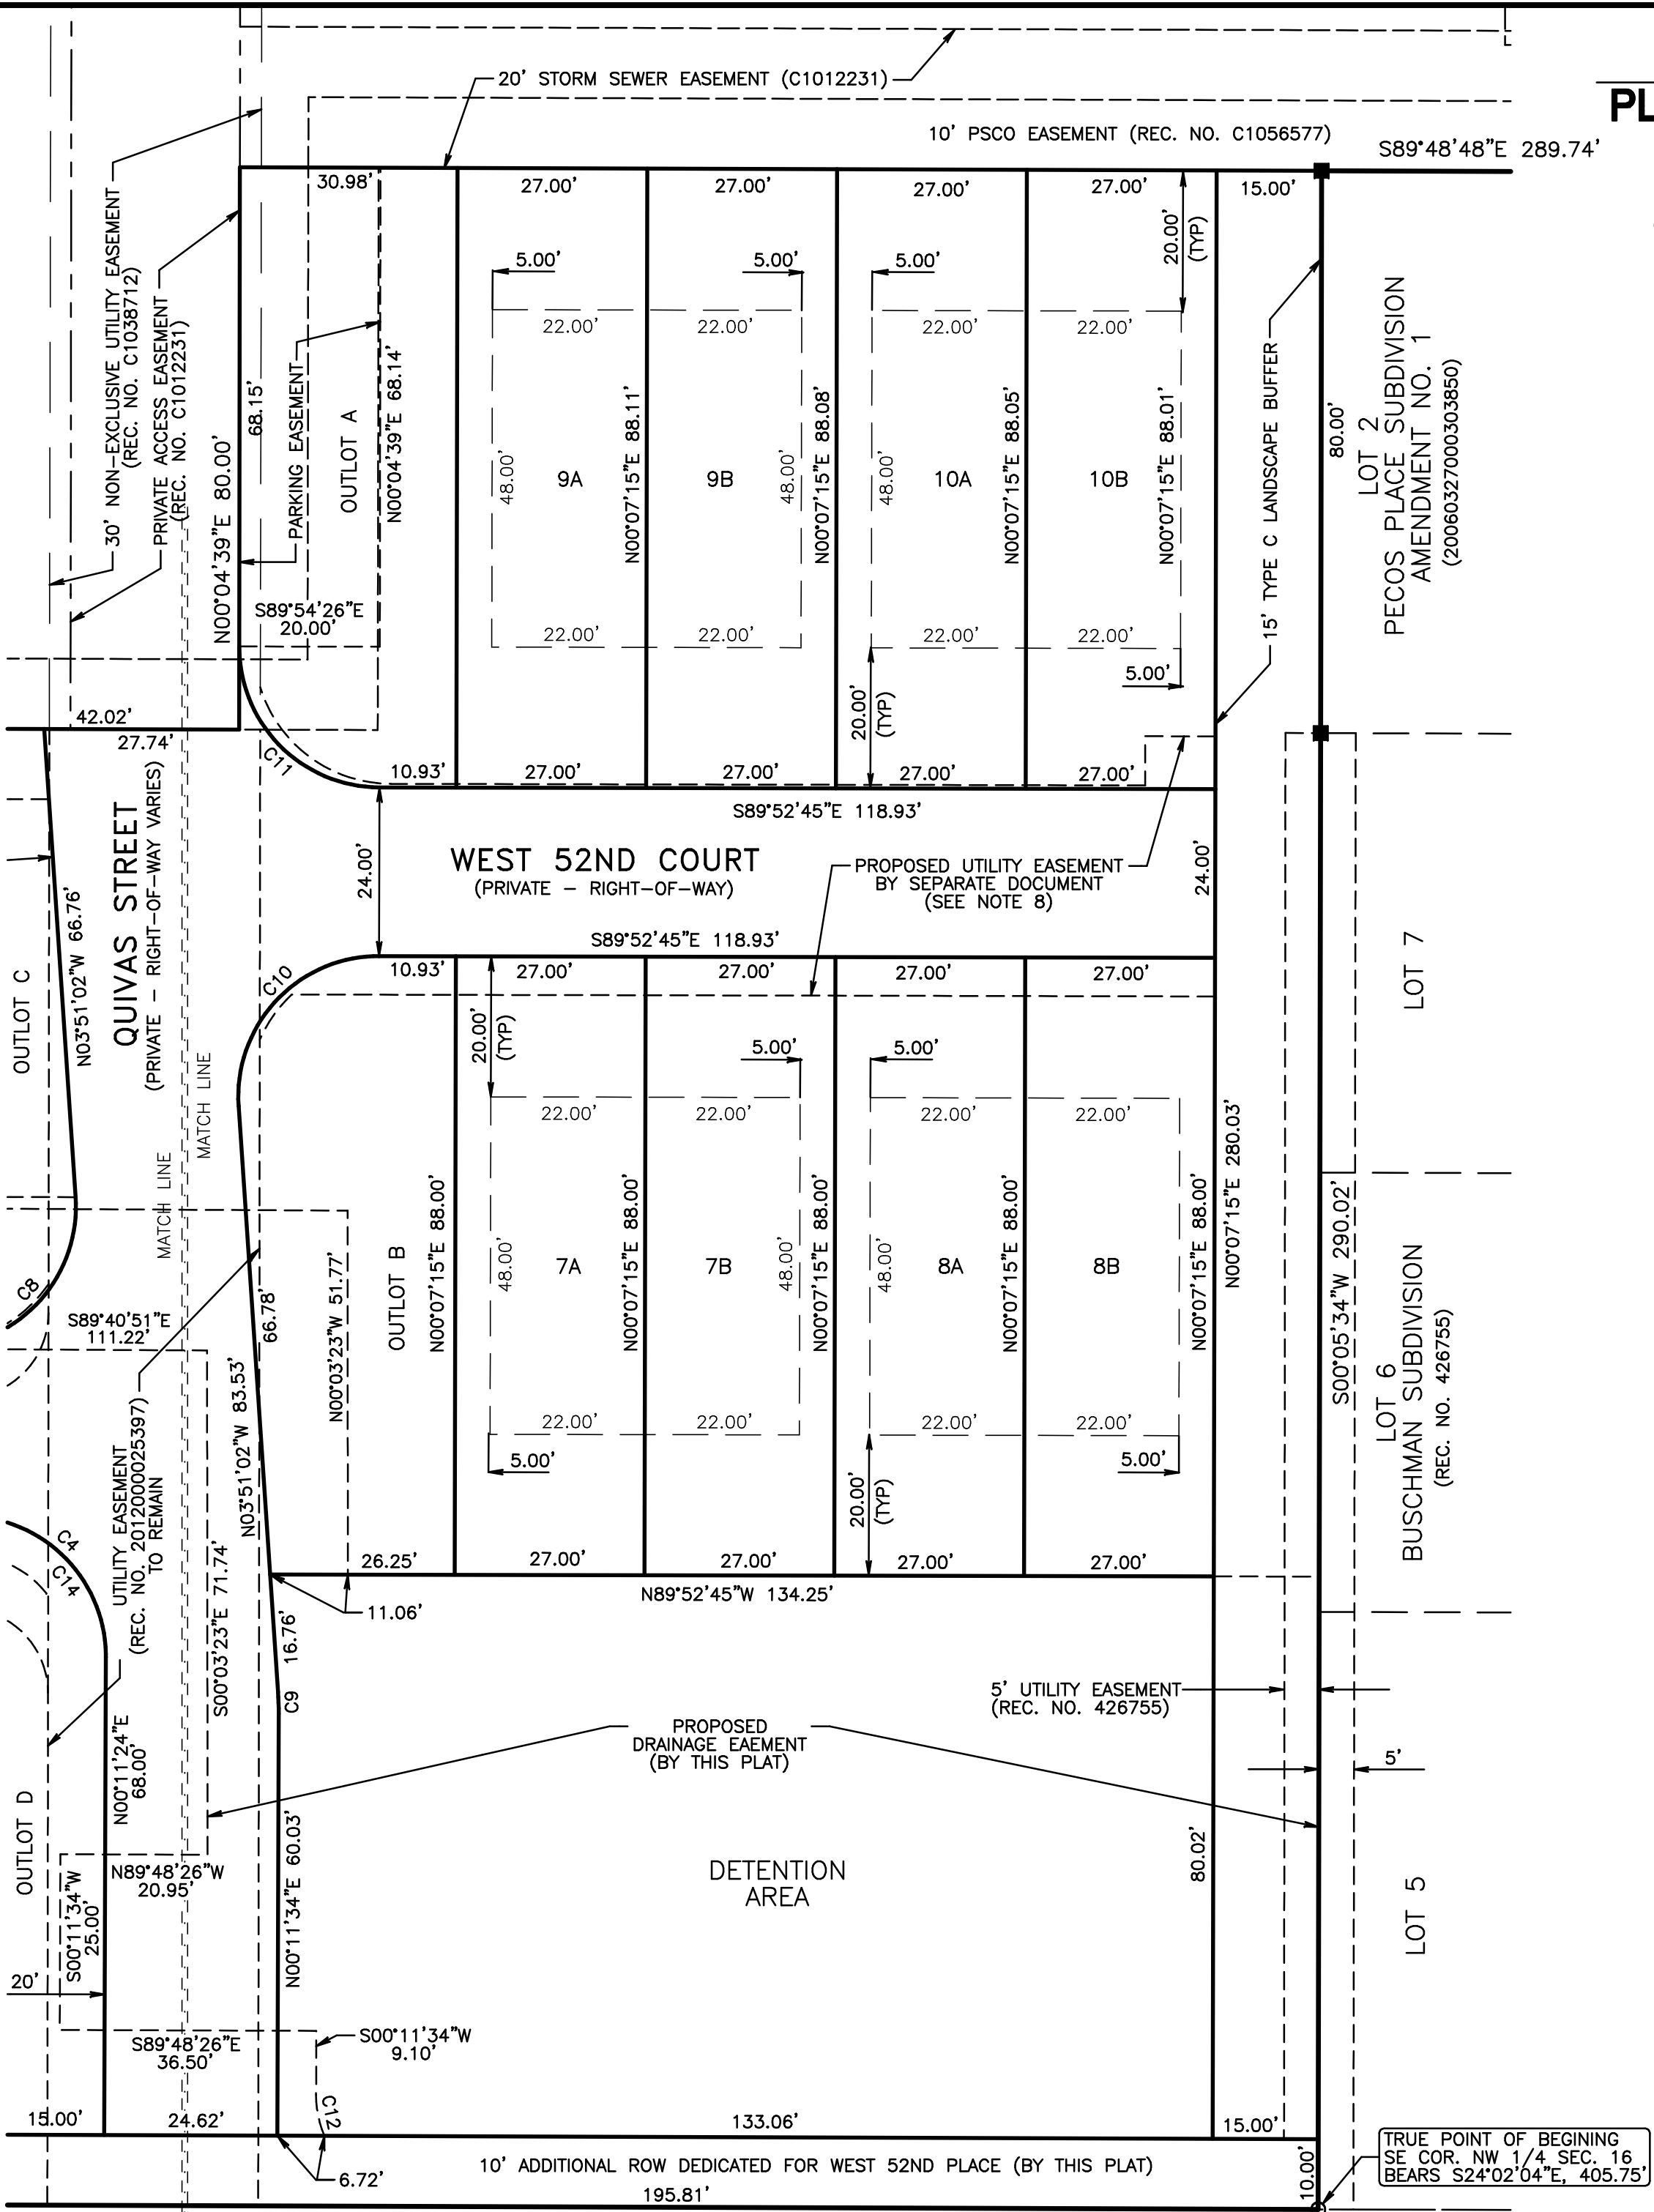 20' STORM SEWER EASEMENT (C1012231)
10' PSCO EASEMENT (REC. NO. C1056577)
S89°48'48"E 289.74'
30' NON-EXCLUSIVE UTILITY EASEMENT
(REC. NO. C1038712)
PRIVATE ACCESS EASEMENT
(REC. NO. C1012231)
30.98'
27.00'
27.00'
27.00'
27.00'
15.00'
20.00'
(TYP)
5.00'
5.00'
5.00'
22.00'
22.00'
22.00'
22.00'
N00°04'39"E 80.00'
68.15'
PARKING EASEMENT
OUTLOT A
N00°04'39"E 68.14'
48.00'
9A
N00°07'15"E 88.11'
9B
48.00'
N00°07'15"E 88.08'
48.00'
10A
N00°07'15"E 88.05'
10B
N00°07'15"E 88.01'
15' TYPE C LANDSCAPE BUFFER
80.00'
LOT 2
PECOS PLACE SUBDIVISION
AMENDMENT NO. 1
(20060327000303850)
S89°54'26"E
20.00'
22.00'
22.00'
22.00'
22.00'
5.00'
20.00'
(TYP)
42.02'
27.74'
C11
10.93'
27.00'
27.00'
27.00'
27.00'
S89°52'45"E 118.93'
QUIVAS STREET
(PRIVATE - RIGHT-OF-WAY VARIES)
24.00'
WEST 52ND COURT
(PRIVATE - RIGHT-OF-WAY)
PROPOSED UTILITY EASEMENT
BY SEPARATE DOCUMENT
(SEE NOTE 8)
24.00'
S89°52'45"E 118.93'
OUTLOT C
N03°51'02"W 66.76'
MATCH LINE
MATCH LINE
C10
10.93'
27.00'
27.00'
27.00'
27.00'
20.00'
(TYP)
5.00'
5.00'
22.00'
22.00'
22.00'
22.00'
LOT 7
C8
S89°40'51"E
111.22'
66.78'
N03°51'02"W 83.53'
N00°03'23"W 51.77'
OUTLOT B
N00°07'15"E 88.00'
48.00'
7A
N00°07'15"E 88.00'
7B
48.00'
N00°07'15"E 88.00'
48.00'
8A
N00°07'15"E 88.00'
8B
N00°07'15"E 88.00'
N00°07'15"E 280.03'
S00°05'34"W 290.02'
LOT 6
BUSCHMAN SUBDIVISION
(REC. NO. 426755)
22.00'
22.00'
22.00'
22.00'
5.00'
5.00'
20.00'
(TYP)
UTILITY EASEMENT
(REC. NO. 2012000025397)
TO REMAIN
C4
C14
S00°03'23"E 71.74'
26.25'
27.00'
27.00'
27.00'
27.00'
N89°52'45"W 134.25'
11.06'
16.76'
C9
5' UTILITY EASEMENT
(REC. NO. 426755)
PROPOSED
DRAINAGE EAEMENT
(BY THIS PLAT)
5'
N00°11'24"E
68.00'
OUTLOT D
N89°48'26"W
20.95'
S00°11'34"W
25.00'
N00°11'34"E 60.03'
DETENTION
AREA
80.02'
LOT 5
20'
S89°48'26"E
36.50'
S00°11'34"W
9.10'
C12
15.00'
24.62'
133.06'
15.00'
6.72'
10' ADDITIONAL ROW DEDICATED FOR WEST 52ND PLACE (BY THIS PLAT)
195.81'
10.00'
TRUE POINT OF BEGINING
SE COR. NW 1/4 SEC. 16
BEARS S24°02'04"E, 405.75'